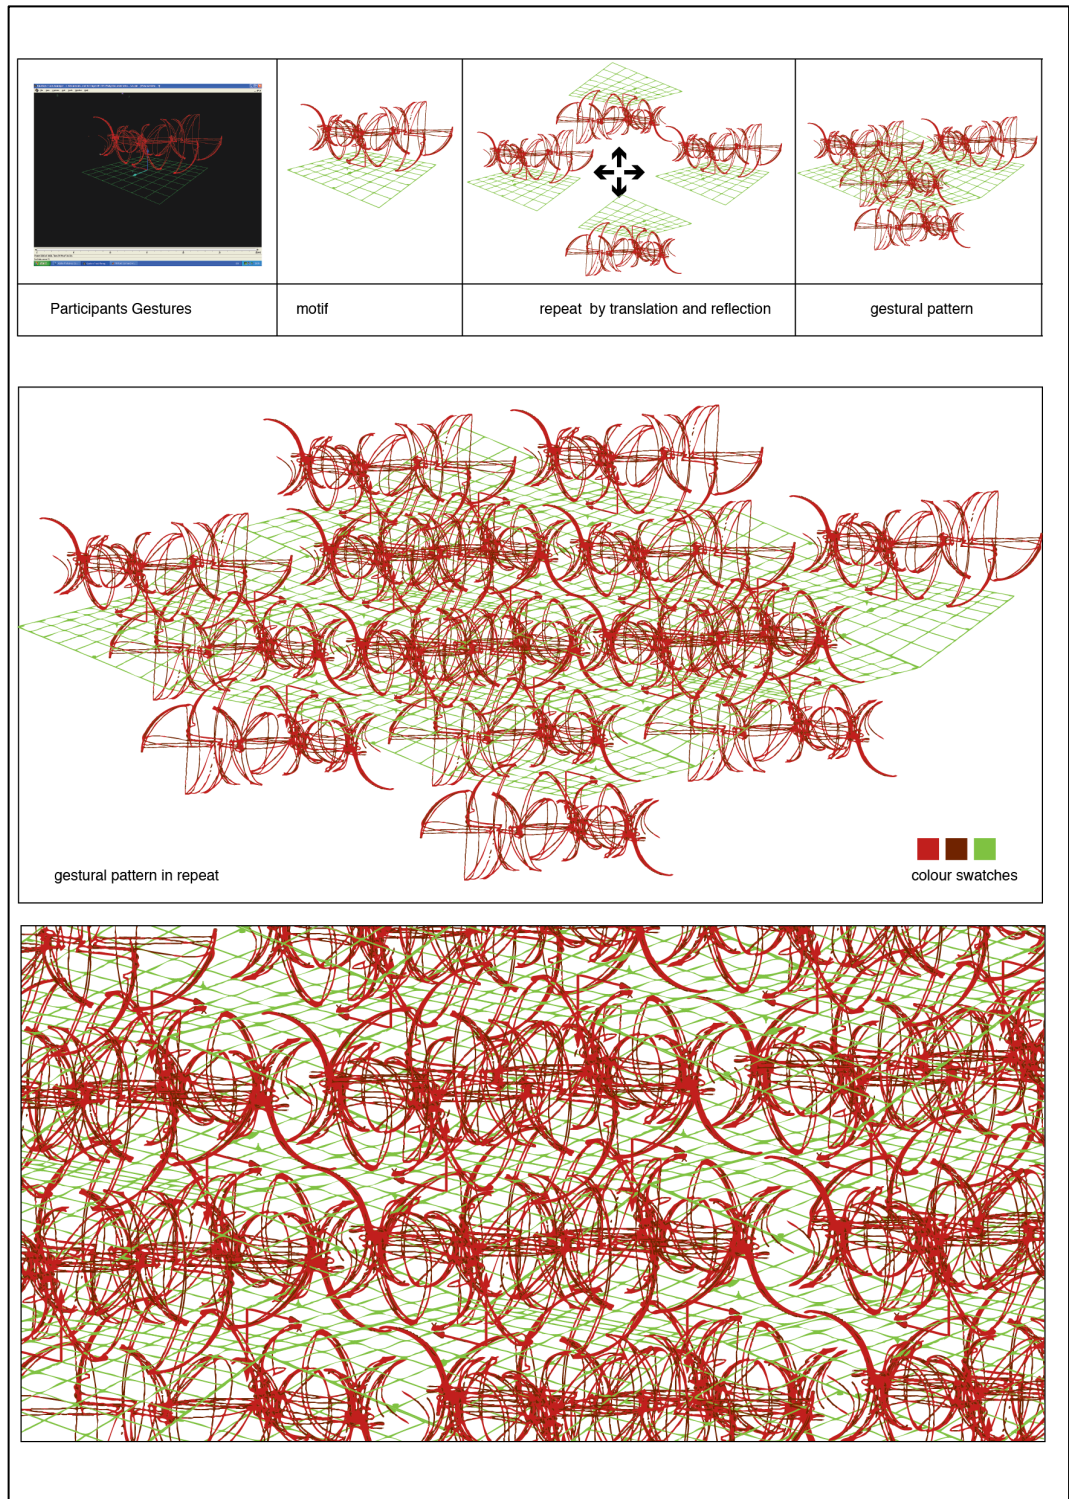 Participants Gestures
motif
repeat by translation and reflection
gestural pattern
gestural pattern in repeat
colour swatches